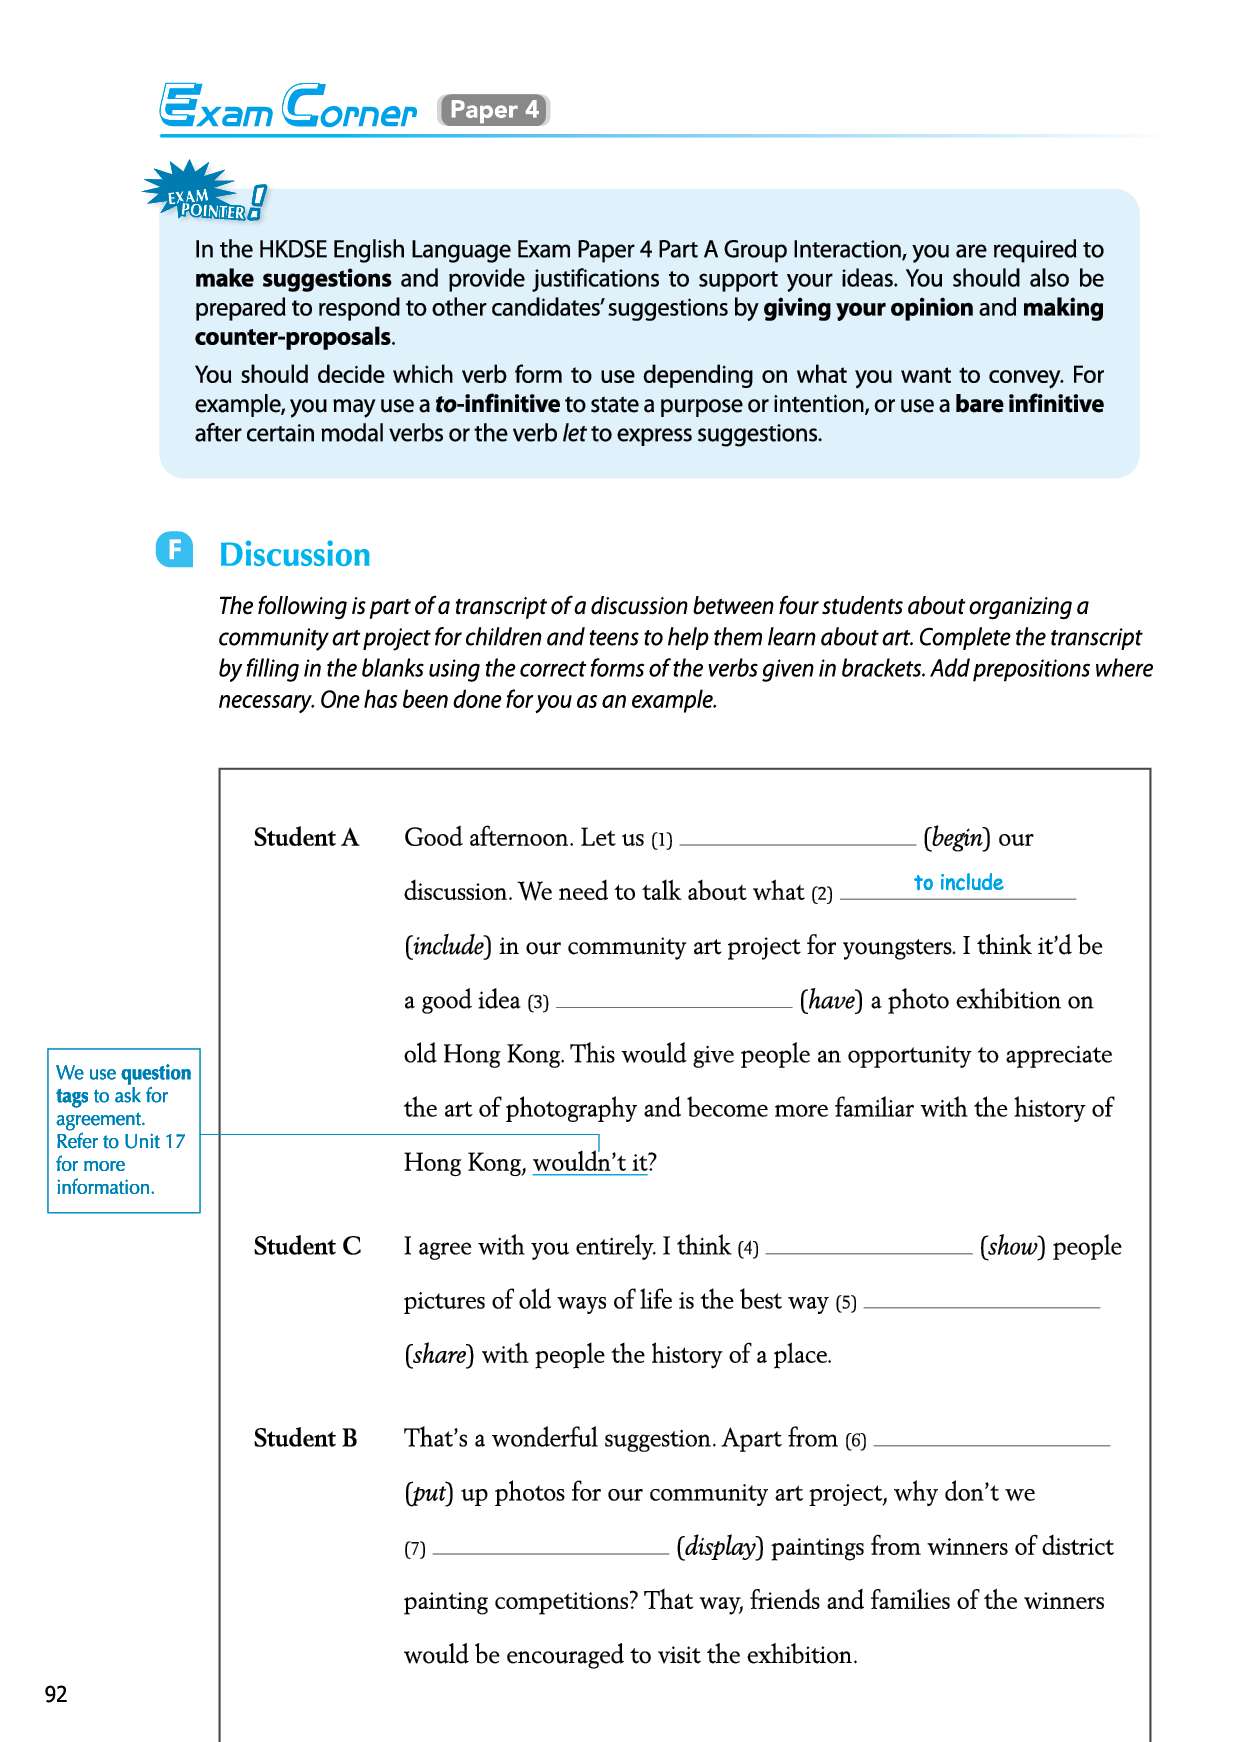 Exam Corner Paper 4
EXAM
POINTER!
In the HKDSE English Language Exam Paper 4 Part A Group Interaction, you are required to
make suggestions and provide justifications to support your ideas. You should also be
prepared to respond to other candidates' suggestions by giving your opinion and making
counter-proposals.
You should decide which verb form to use depending on what you want to convey. For
example, you may use a to-infinitive to state a purpose or intention, or use a bare infinitive
after certain modal verbs or the verb let to express suggestions.
F Discussion
The following is part of a transcript of a discussion between four students about organizing a
community art project for children and teens to help them learn about art. Complete the transcript
by filling in the blanks using the correct forms of the verbs given in brackets. Add prepositions where
necessary. One has been done for you as an example.
Student A Good afternoon. Let us (1) ____________ (begin) our
discussion. We need to talk about what (2) to include
(include) in our community art project for youngsters. I think it'd be
a good idea (3) ____________ (have) a photo exhibition on
old Hong Kong. This would give people an opportunity to appreciate
the art of photography and become more familiar with the history of
Hong Kong, wouldn't it?
We use question
tags to ask for
agreement.
Refer to Unit 17
for more
information.
Student C I agree with you entirely. I think (4) ____________ (show) people
pictures of old ways of life is the best way (5) ____________
(share) with people the history of a place.
Student B That's a wonderful suggestion. Apart from (6) ____________
(put) up photos for our community art project, why don't we
(7) ____________ (display) paintings from winners of district
painting competitions? That way, friends and families of the winners
would be encouraged to visit the exhibition.
92